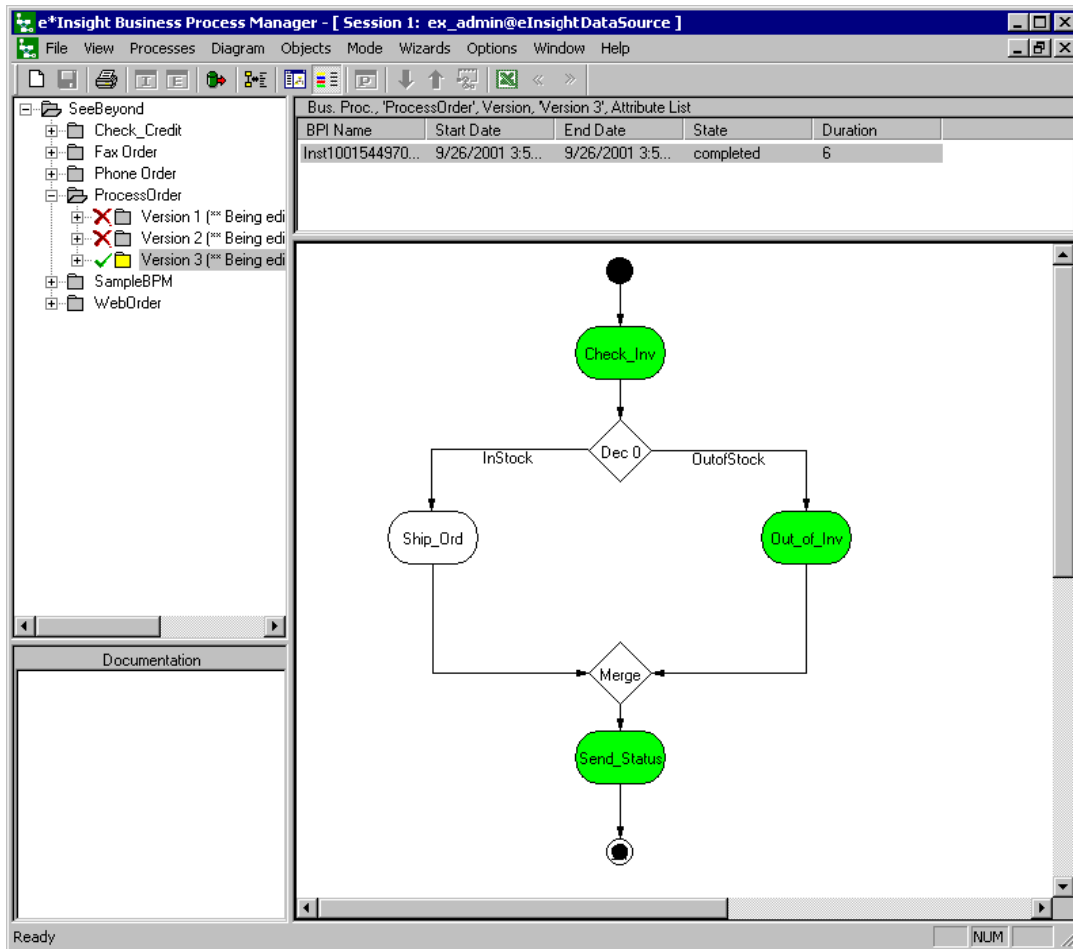 e*Insight Business Process Manager - [ Session 1: ex_admin@eInsightDataSource ]
File View Processes Diagram Objects Mode Wizards Options Window Help
SeeBeyond
Check_Credit
Fax Order
Phone Order
ProcessOrder
Version 1 (** Being edi
Version 2 (** Being edi
Version 3 (** Being edi
SampleBPM
WebOrder
Documentation
Bus. Proc., 'ProcessOrder', Version, 'Version 3', Attribute List
BPI Name Start Date End Date State Duration
Inst1001544970... 9/26/2001 3:5... 9/26/2001 3:5... completed 6
Check_Inv
Dec 0
InStock
OutofStock
Ship_Ord
Out_of_Inv
Merge
Send_Status
Ready
NUM